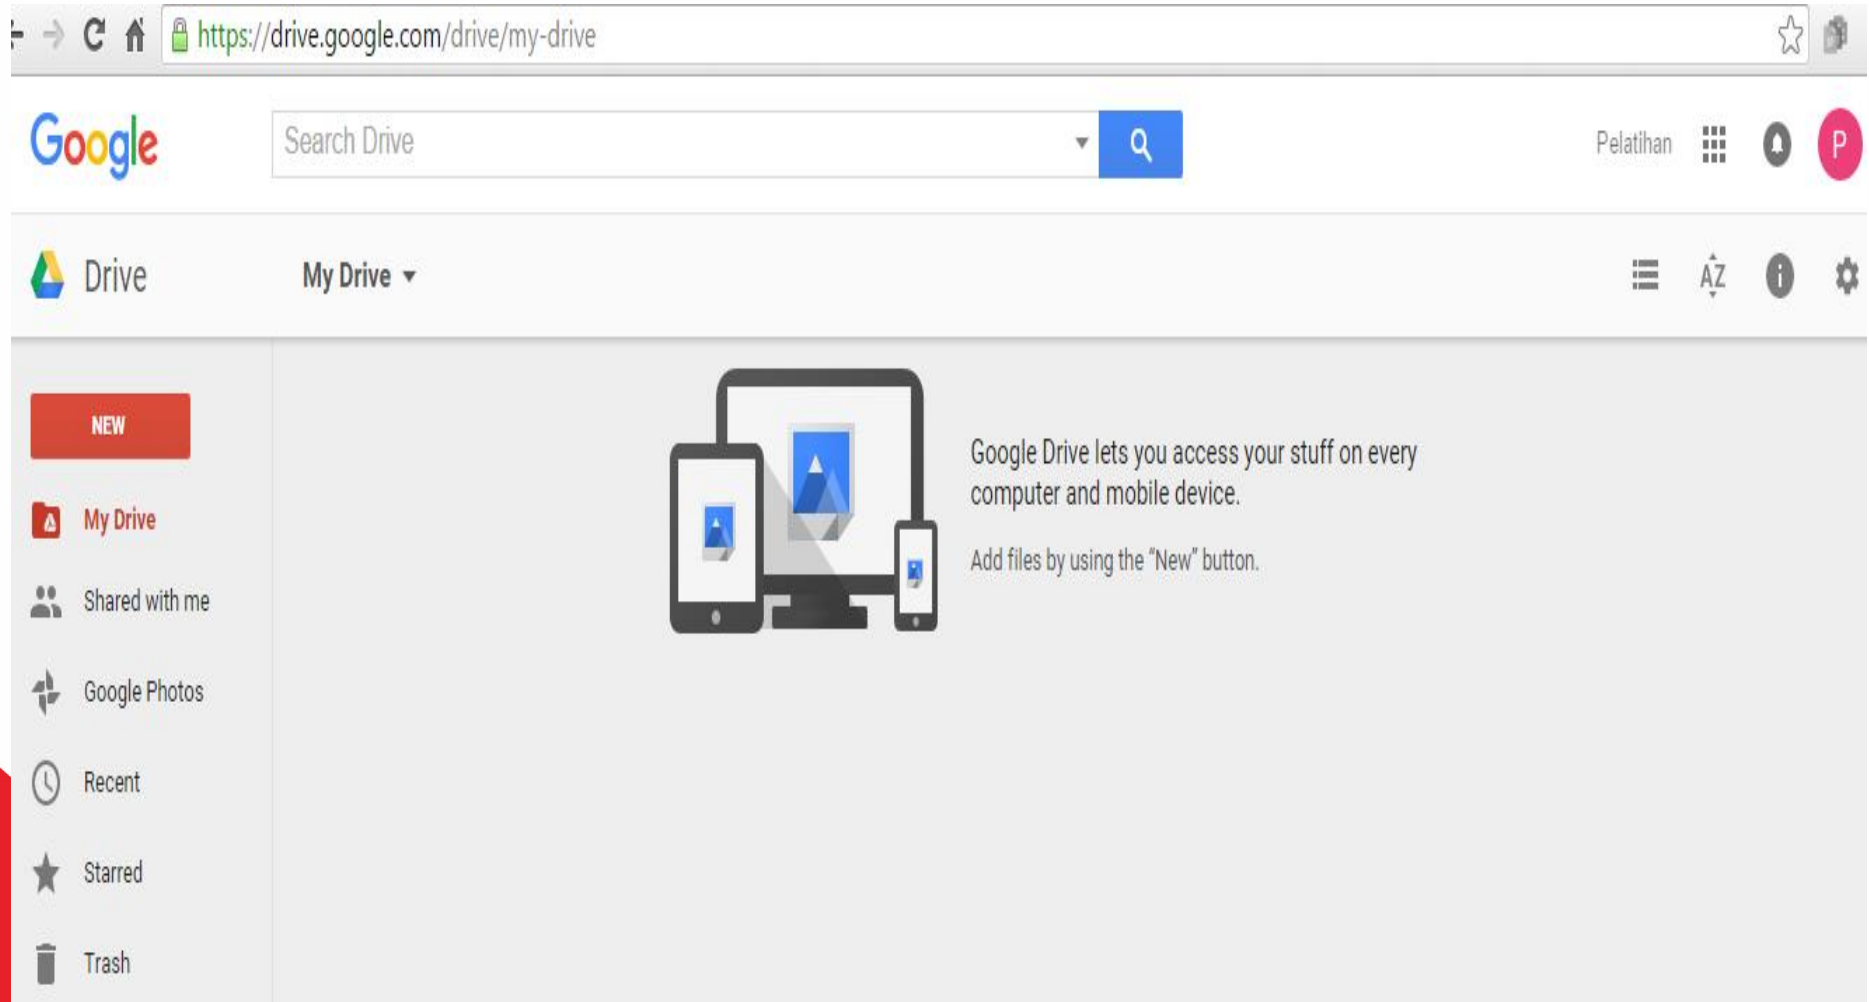 https://drive.google.com/drive/my-drive
Google
Search Drive
Pelatihan
P
Drive
My Drive
AZ
NEW
My Drive
Shared with me
Google Photos
Recent
Starred
Trash
Google Drive lets you access your stuff on every
computer and mobile device.
Add files by using the “New” button.